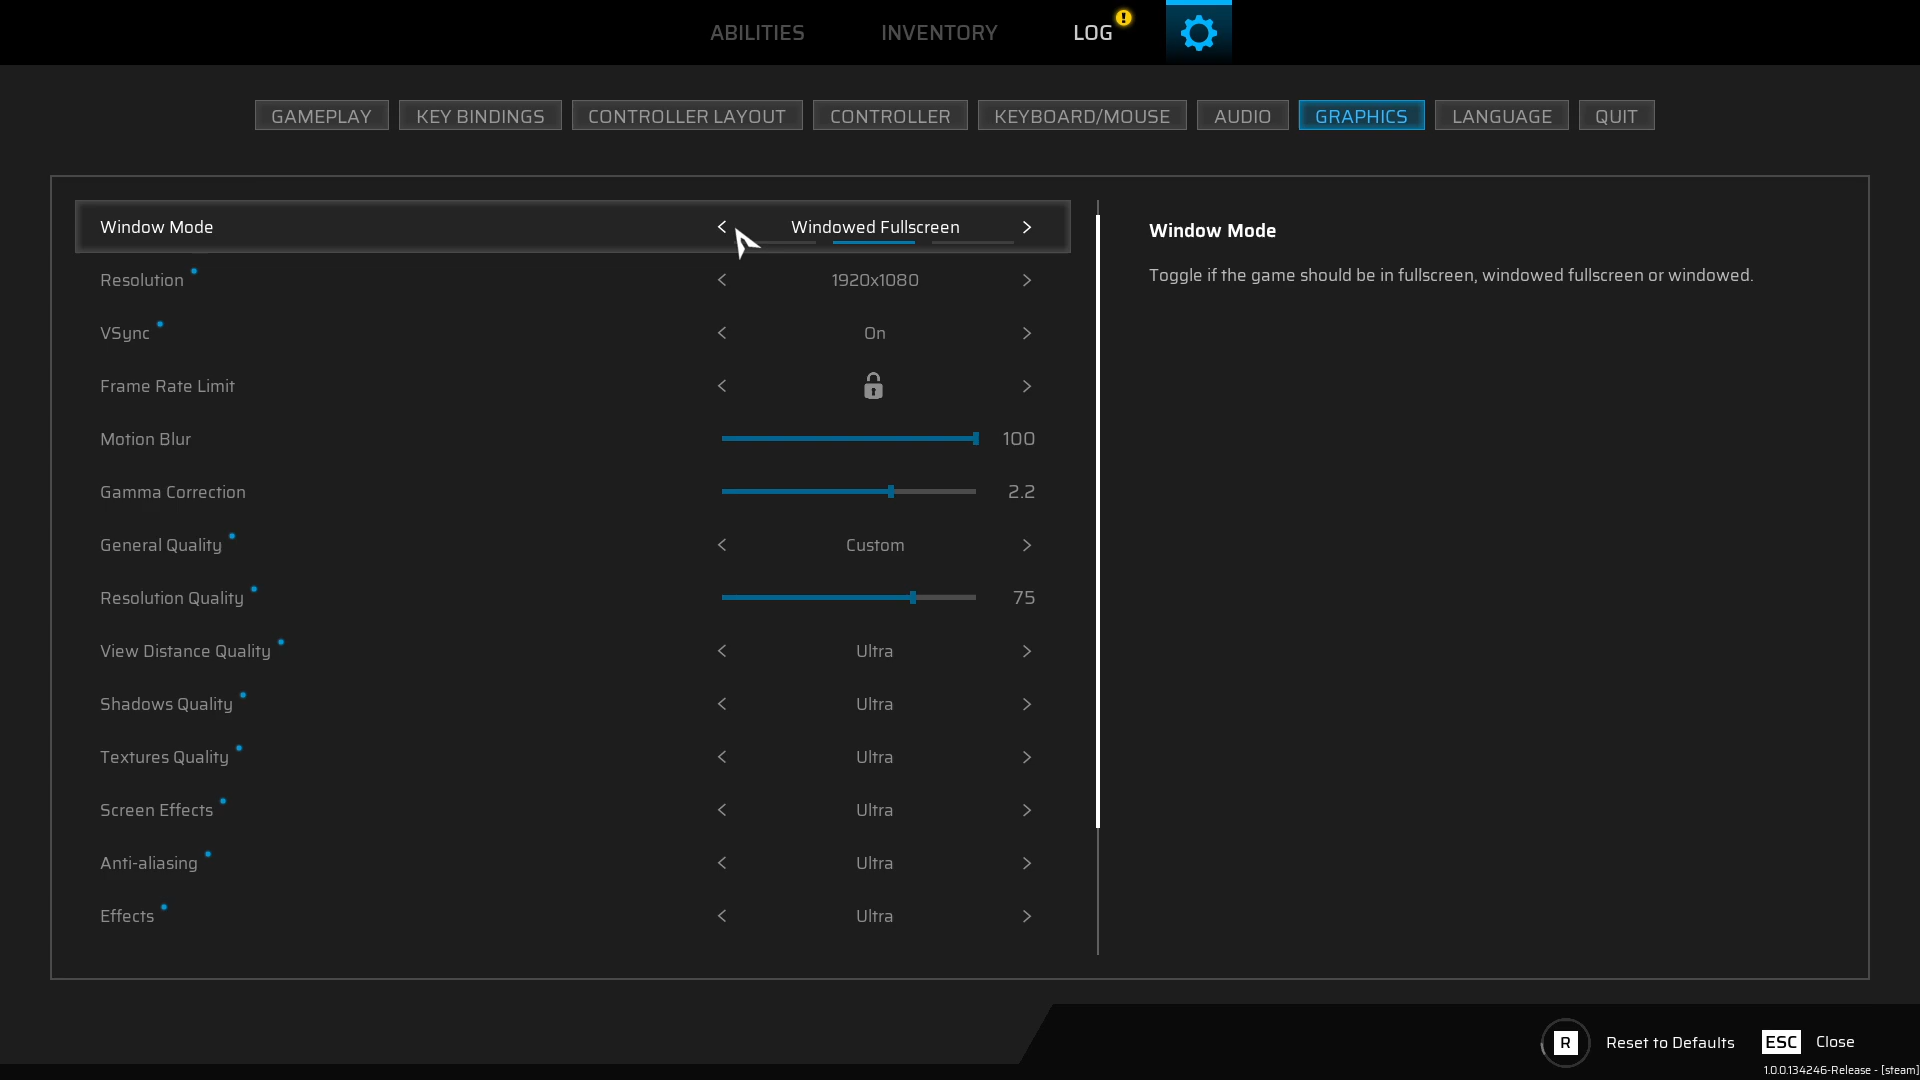 ABILITIES INVENTORY LOG
GAMEPLAY KEY BINDINGS CONTROLLER LAYOUT CONTROLLER KEYBOARD/MOUSE AUDIO GRAPHICS LANGUAGE QUIT
Window Mode < Windowed Fullscreen >
Resolution < 1920x1080 >
VSync < On >
Frame Rate Limit < >
Motion Blur 100
Gamma Correction 2.2
General Quality < Custom >
Resolution Quality 75
View Distance Quality < Ultra >
Shadows Quality < Ultra >
Textures Quality < Ultra >
Screen Effects < Ultra >
Anti-aliasing < Ultra >
Effects < Ultra >
Window Mode
Toggle if the game should be in fullscreen, windowed fullscreen or windowed.
R Reset to Defaults ESC Close
1.0.0.134246-Release - [steam]